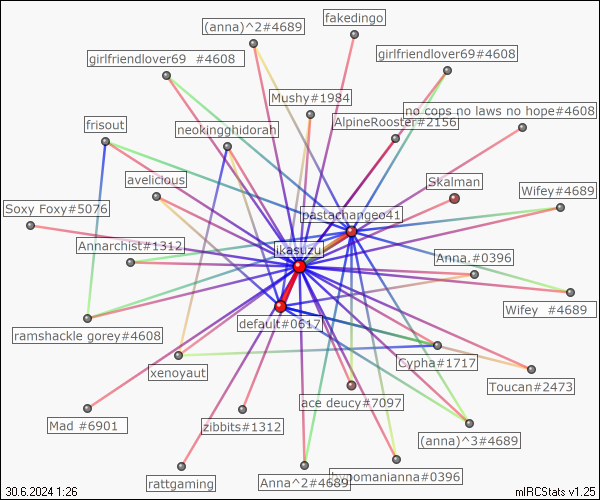 fakedingo
(anna)^2#4689
girlfriendlover69 #4608
girlfriendlover69#4608
Mushy#1984
no cops no laws no hope#4608
frisout
neokingghidorah
AlpineRooster#2156
avelicious
Skalman
Wifey#4689
Soxy Foxy#5076
pastachangeo41
Annarchist#1312
ikasuzu
Anna.#0396
Wifey #4689
default#0617
ramshackle gorey#4608
Cypha#1717
xenoyaut
Toucan#2473
ace deucy#7097
Mad #6901
zibbits#1312
(anna)^3#4689
rattgaming
Anna^2#4689
hypomanianna#0396
30.6.2024 1:26
mIRCStats v1.25